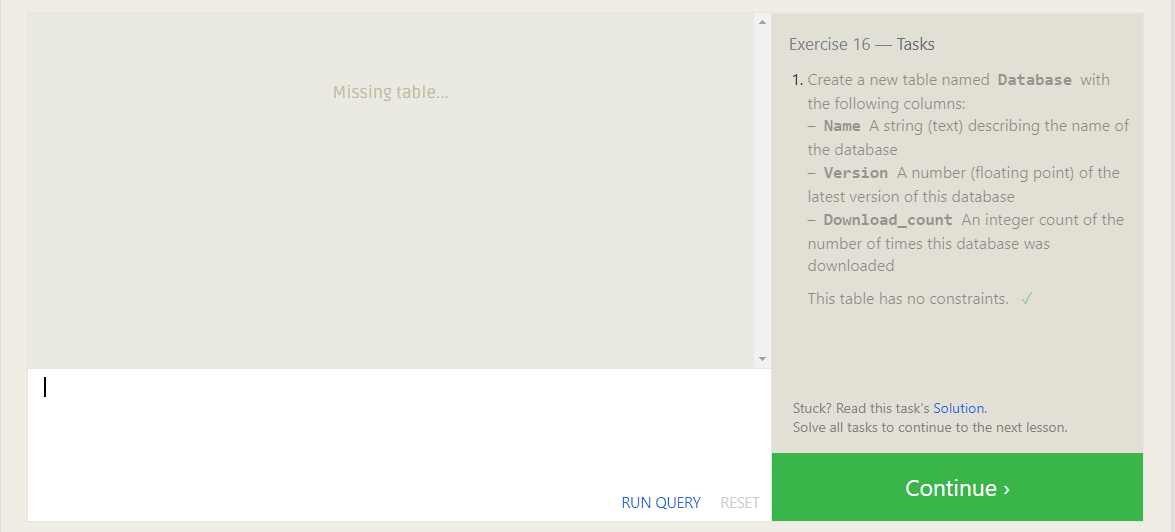 Missing table...
RUN QUERY RESET
Exercise 16 — Tasks
1. Create a new table named Database with
the following columns:
– Name A string (text) describing the name of
the database
– Version A number (floating point) of the
latest version of this database
– Download_count An integer count of the
number of times this database was
downloaded
This table has no constraints. ✓
Stuck? Read this task's Solution.
Solve all tasks to continue to the next lesson.
Continue ›